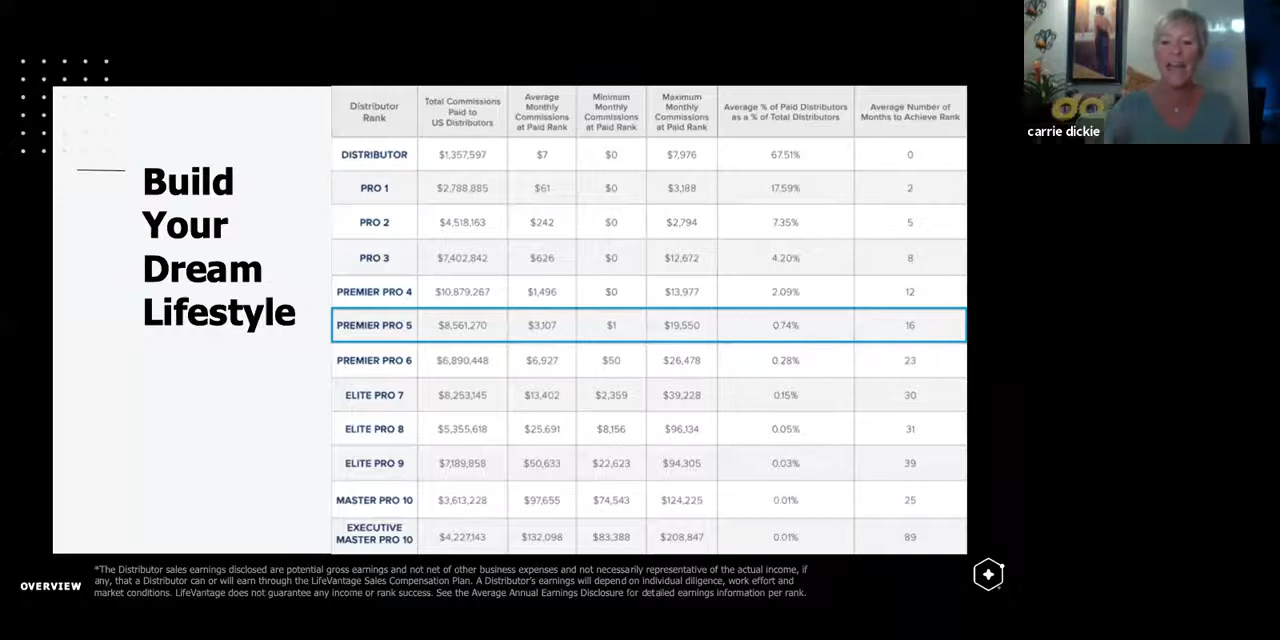 carrie dickie
Build
Your
Dream
Lifestyle
Distributor Rank | Total Commissions Paid to US Distributors | Average Monthly Commissions at Paid Rank | Minimum Monthly Commissions at Paid Rank | Maximum Monthly Commissions at Paid Rank | Average % of Paid Distributors as a % of Total Distributors | Average Number of Months to Achieve Rank
DISTRIBUTOR | $1,357,597 | $7 | $0 | $7,976 | 67.51% | 0
PRO 1 | $2,788,885 | $61 | $0 | $3,188 | 17.59% | 2
PRO 2 | $4,518,163 | $242 | $0 | $2,794 | 7.35% | 5
PRO 3 | $7,402,842 | $626 | $0 | $12,672 | 4.20% | 8
PREMIER PRO 4 | $10,879,267 | $1,496 | $0 | $13,977 | 2.09% | 12
PREMIER PRO 5 | $8,561,270 | $3,107 | $1 | $19,550 | 0.74% | 16
PREMIER PRO 6 | $6,890,448 | $6,927 | $50 | $26,478 | 0.28% | 23
ELITE PRO 7 | $8,253,145 | $13,402 | $2,359 | $39,228 | 0.15% | 30
ELITE PRO 8 | $5,355,618 | $25,691 | $8,156 | $96,134 | 0.05% | 31
ELITE PRO 9 | $7,189,858 | $50,633 | $22,623 | $94,305 | 0.03% | 39
MASTER PRO 10 | $3,613,228 | $97,655 | $74,543 | $124,225 | 0.01% | 25
EXECUTIVE MASTER PRO 10 | $4,227,143 | $132,098 | $83,388 | $208,847 | 0.01% | 89
OVERVIEW
*The Distributor sales earnings disclosed are potential gross earnings and not net of other business expenses and not necessarily representative of the actual income, if
any, that a Distributor can or will earn through the LifeVantage Sales Compensation Plan. A Distributor's earnings will depend on individual diligence, work effort and
market conditions. LifeVantage does not guarantee any income or rank success. See the Average Annual Earnings Disclosure for detailed earnings information per rank.